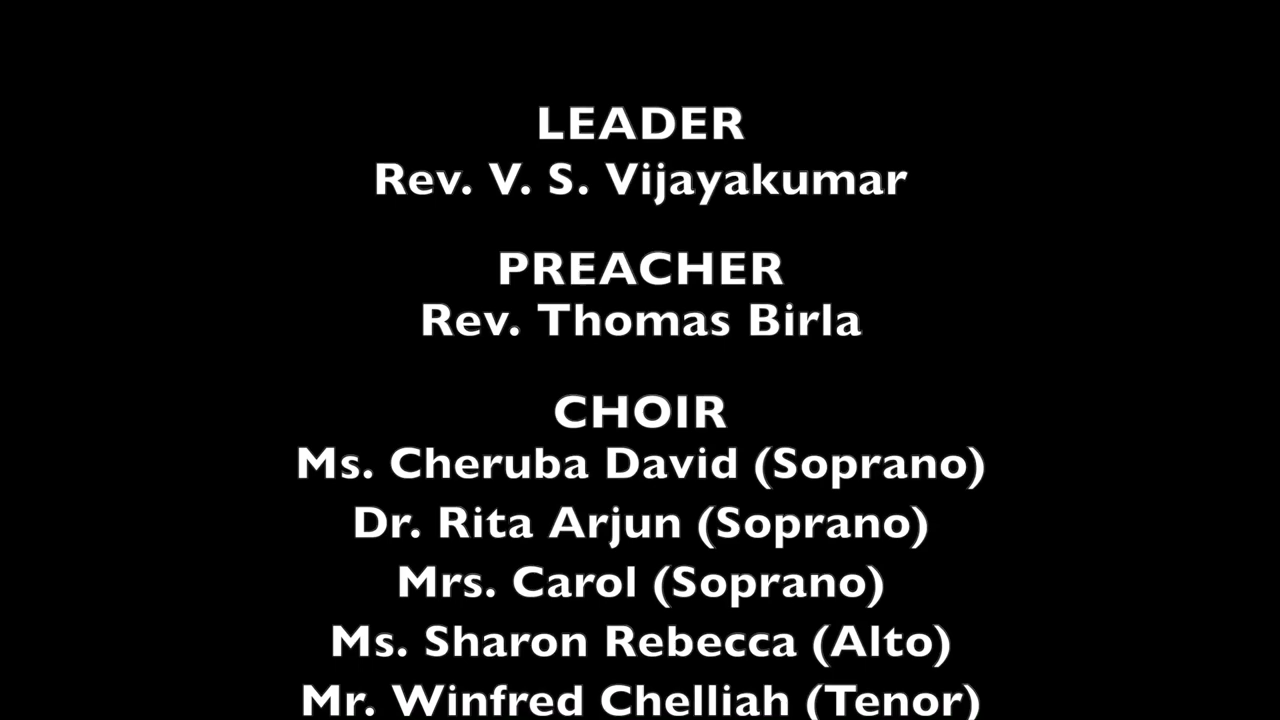 LEADER
Rev. V. S. Vijayakumar
PREACHER
Rev. Thomas Birla
CHOIR
Ms. Cheruba David (Soprano)
Dr. Rita Arjun (Soprano)
Mrs. Carol (Soprano)
Ms. Sharon Rebecca (Alto)
Mr. Winfred Chelliah (Tenor)